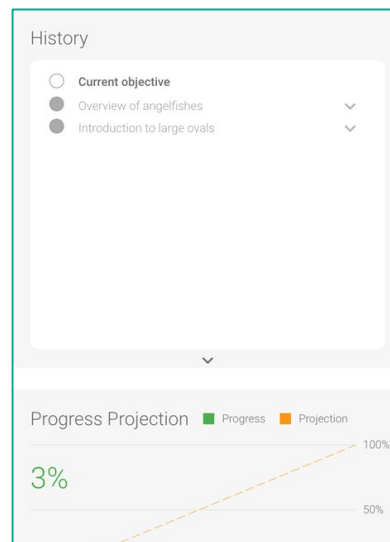 History
Current objective
Overview of angelfishes
Introduction to large ovals
Progress Projection Progress Projection
100%
3%
50%